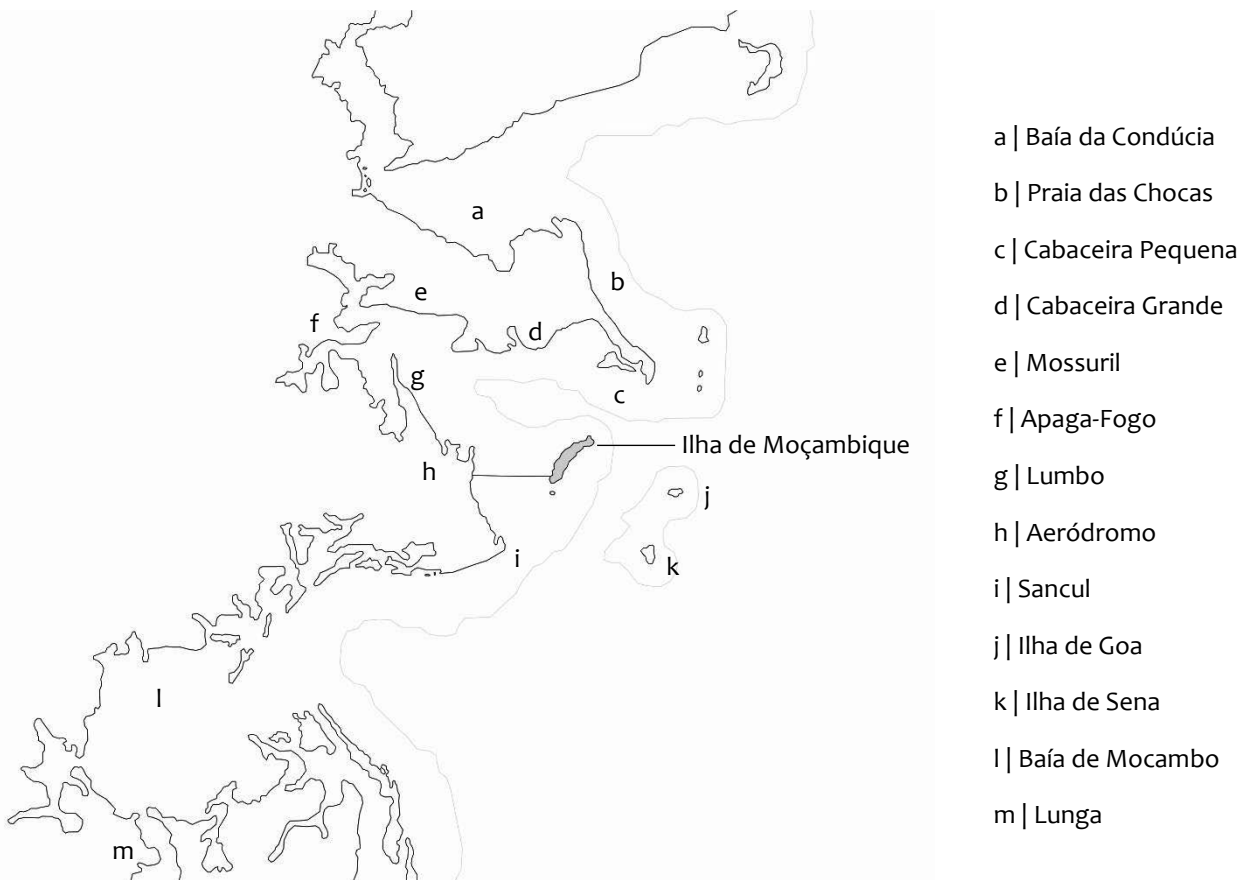 a
b
e
f
d
g
c
Ilha de Moçambique
h
j
i
k
l
m
a | Baía da Condúcia
b | Praia das Chocas
c | Cabaceira Pequena
d | Cabaceira Grande
e | Mossuril
f | Apaga-Fogo
g | Lumbo
h | Aeródromo
i | Sancul
j | Ilha de Goa
k | Ilha de Sena
l | Baía de Mocambo
m | Lunga